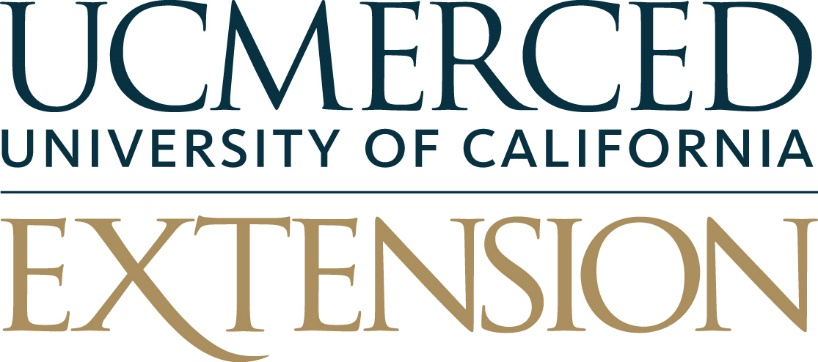 UCMERCED
UNIVERSITY OF CALIFORNIA
EXTENSION